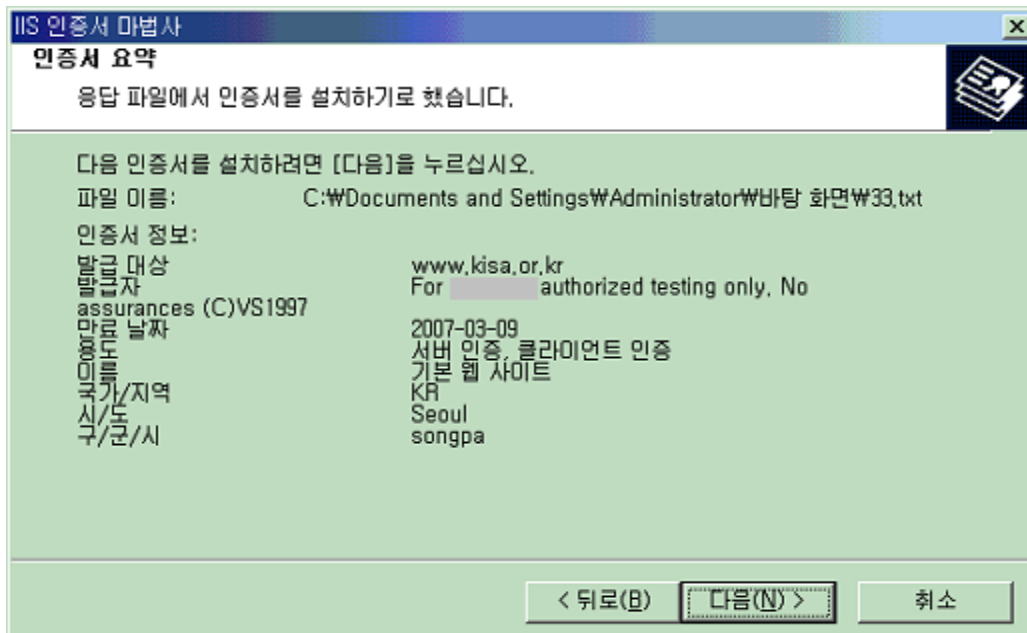 IIS 인증서 마법사
인증서 요약
응답 파일에서 인증서를 설치하기로 했습니다.
다음 인증서를 설치하려면 [다음]을 누르십시오.
파일 이름: C:₩Documents and Settings₩Administrator₩바탕 화면₩33.txt
인증서 정보:
발급 대상 www.kisa.or.kr
발급자 For authorized testing only. No
assurances (C)VS1997
만료 날짜 2007-03-09
용도 서버 인증, 클라이언트 인증
이름 기본 웹 사이트
국가/지역 KR
시/도 Seoul
구/군/시 songpa
< 뒤로(B) 다음(N) > 취소